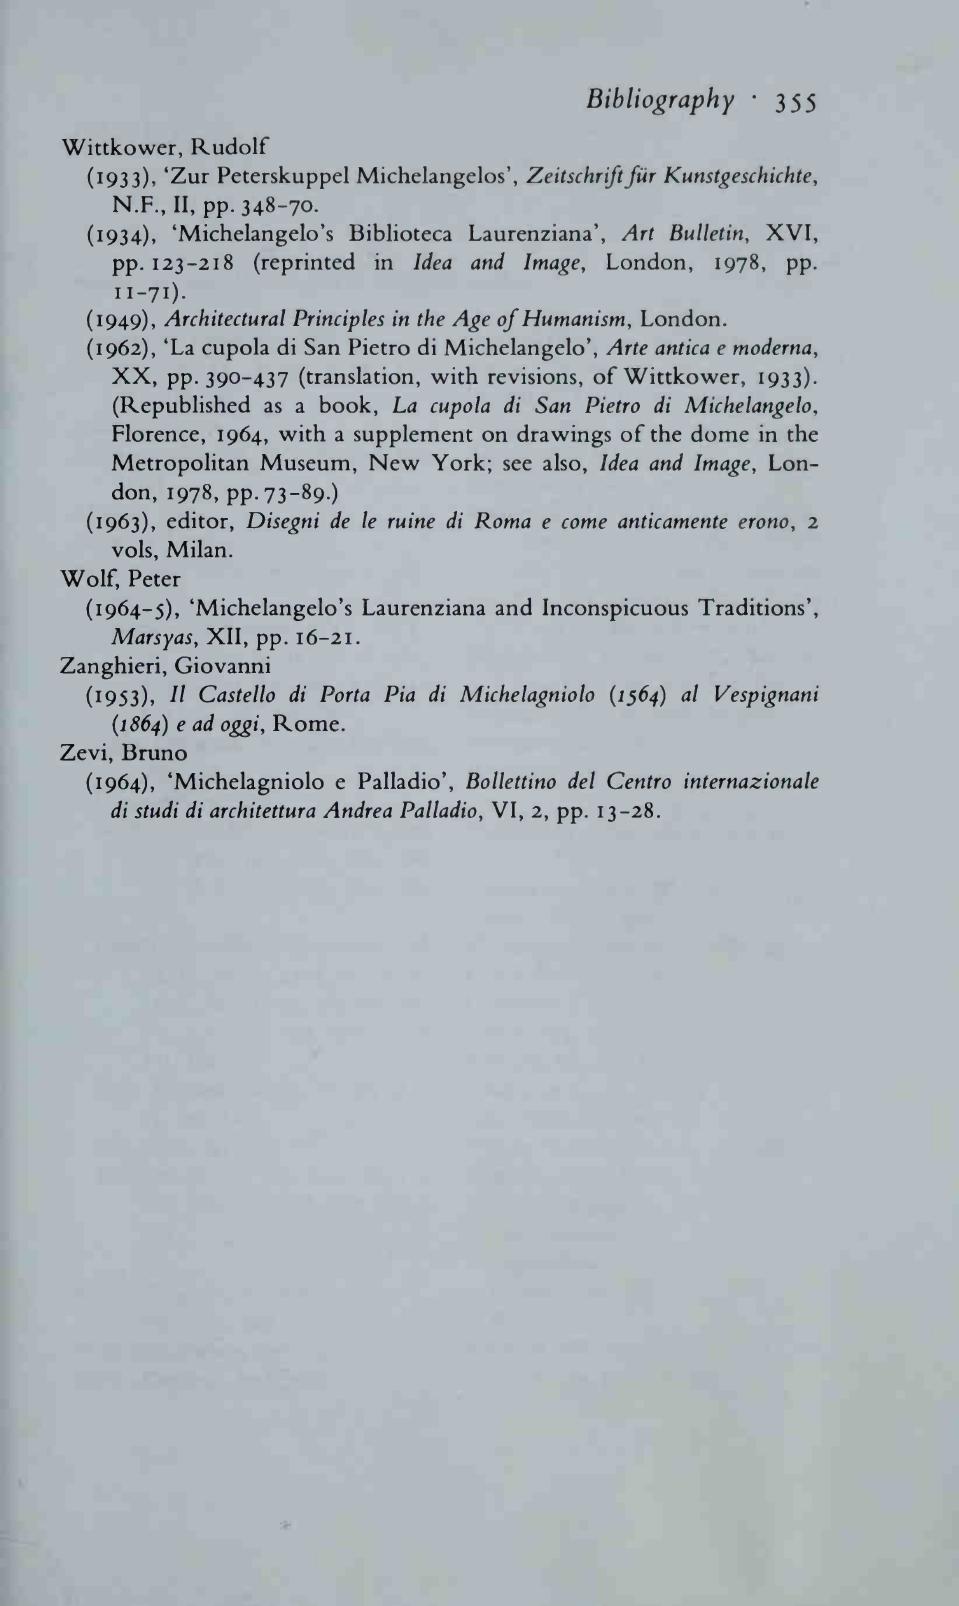 Bibliography · 355
Wittkower, Rudolf
(1933), ‘Zur Peterskuppel Michelangelos’, Zeitschrift für Kunstgeschichte,
N.F., II, pp. 348–70.
(1934), ‘Michelangelo’s Biblioteca Laurenziana’, Art Bulletin, XVI,
pp. 123–218 (reprinted in Idea and Image, London, 1978, pp.
11–71).
(1949), Architectural Principles in the Age of Humanism, London.
(1962), ‘La cupola di San Pietro di Michelangelo’, Arte antica e moderna,
XX, pp. 390–437 (translation, with revisions, of Wittkower, 1933).
(Republished as a book, La cupola di San Pietro di Michelangelo,
Florence, 1964, with a supplement on drawings of the dome in the
Metropolitan Museum, New York; see also, Idea and Image, Lon-
don, 1978, pp. 73–89.)
(1963), editor, Disegni de le ruine di Roma e come anticamente erono, 2
vols, Milan.
Wolf, Peter
(1964–5), ‘Michelangelo’s Laurenziana and Inconspicuous Traditions’,
Marsyas, XII, pp. 16–21.
Zanghieri, Giovanni
(1953), Il Castello di Porta Pia di Michelagniolo (1564) al Vespignani
(1864) e ad oggi, Rome.
Zevi, Bruno
(1964), ‘Michelagniolo e Palladio’, Bollettino del Centro internazionale
di studi di architettura Andrea Palladio, VI, 2, pp. 13–28.